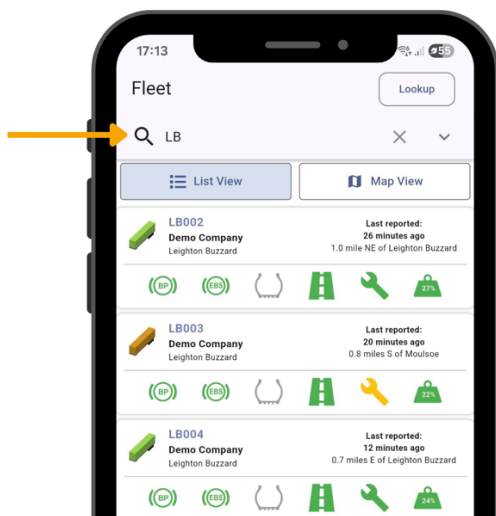 17:13
55
Fleet
Lookup
LB
List View
Map View
LB002
Demo Company
Leighton Buzzard
Last reported:
26 minutes ago
1.0 mile NE of Leighton Buzzard
BP
EBS
27%
LB003
Demo Company
Leighton Buzzard
Last reported:
20 minutes ago
0.8 miles S of Moulsoe
BP
EBS
22%
LB004
Demo Company
Leighton Buzzard
Last reported:
12 minutes ago
0.7 miles E of Leighton Buzzard
BP
EBS
24%